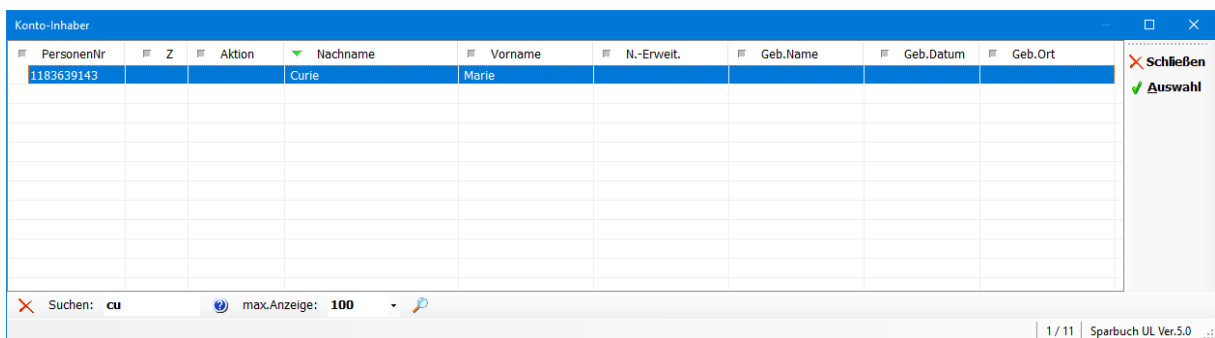 Konto-Inhaber
PersonenNr Z Aktion Nachname Vorname N.-Erweit. Geb.Name Geb.Datum Geb.Ort
1183639143 Curie Marie
Schließen
Auswahl
Suchen: cu max.Anzeige: 100
1 / 11 Sparbuch UL Ver.5.0